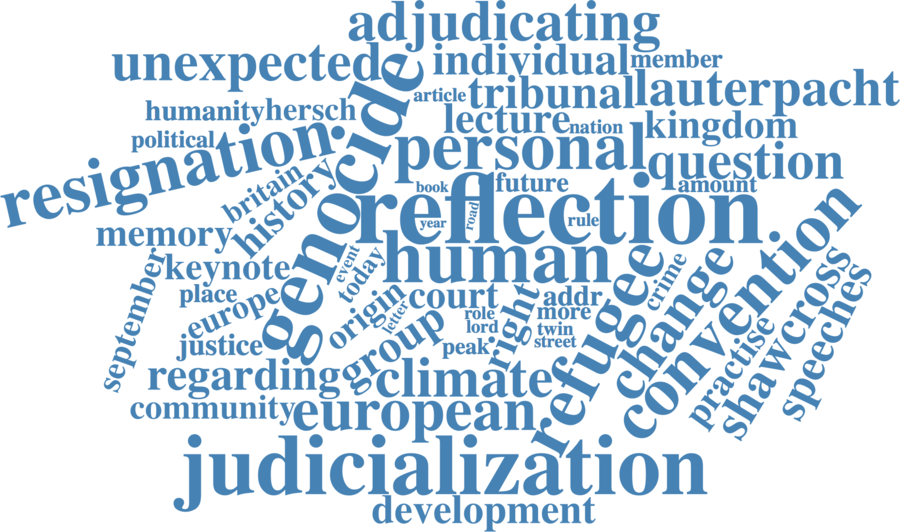 adjudicating
unexpected
individual
member
article
tribunal
lauterpacht
humanity
hersch
lecture
nation
kingdom
political
resignation
genocide
personal
question
britain
history
book
future
amount
reflection
year
road
rule
memory
human
convention
september
keynote
event
today
refugee
crime
change
shawcross
speeches
place
europe
origin
letter
court
right
addr
role
more
lord
twin
street
justice
group
peak
practise
regarding
climate
community
european
judicialization
development